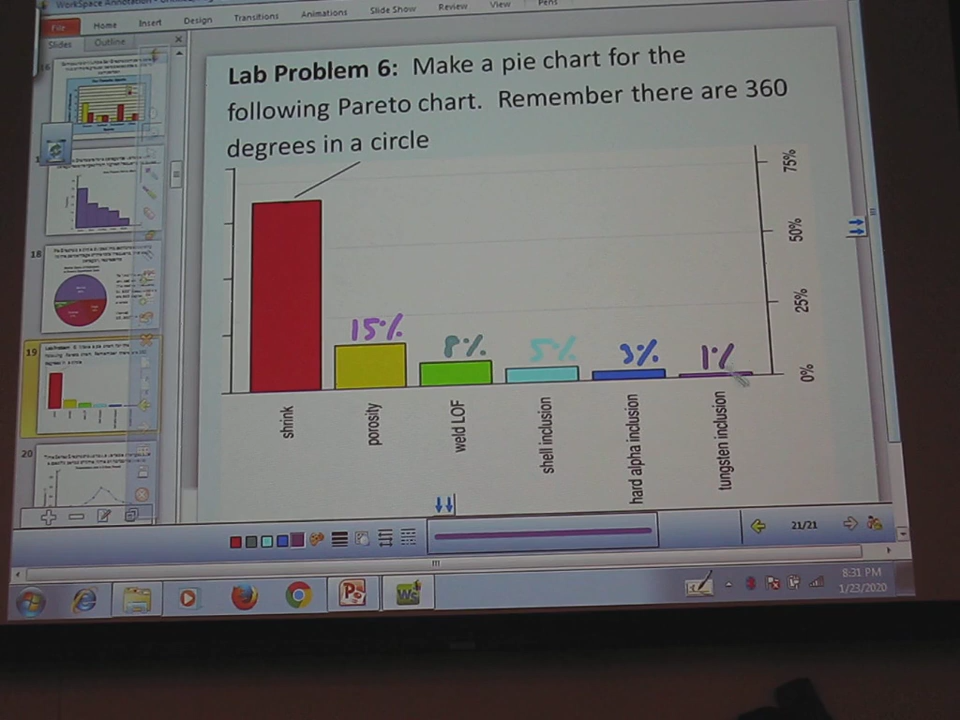 WorkSpace Annotation
File
Home
Insert
Design
Transitions
Animations
Slide Show
Review
View
Pens
Slides
Outline
18
19
20
Lab Problem 6: Make a pie chart for the
following Pareto chart. Remember there are 360
degrees in a circle
75%
50%
25%
0%
15%
8%
5%
3%
1%
shrink
porosity
weld LOF
shell inclusion
hard alpha inclusion
tungsten inclusion
21/21
8:31 PM
1/23/2020